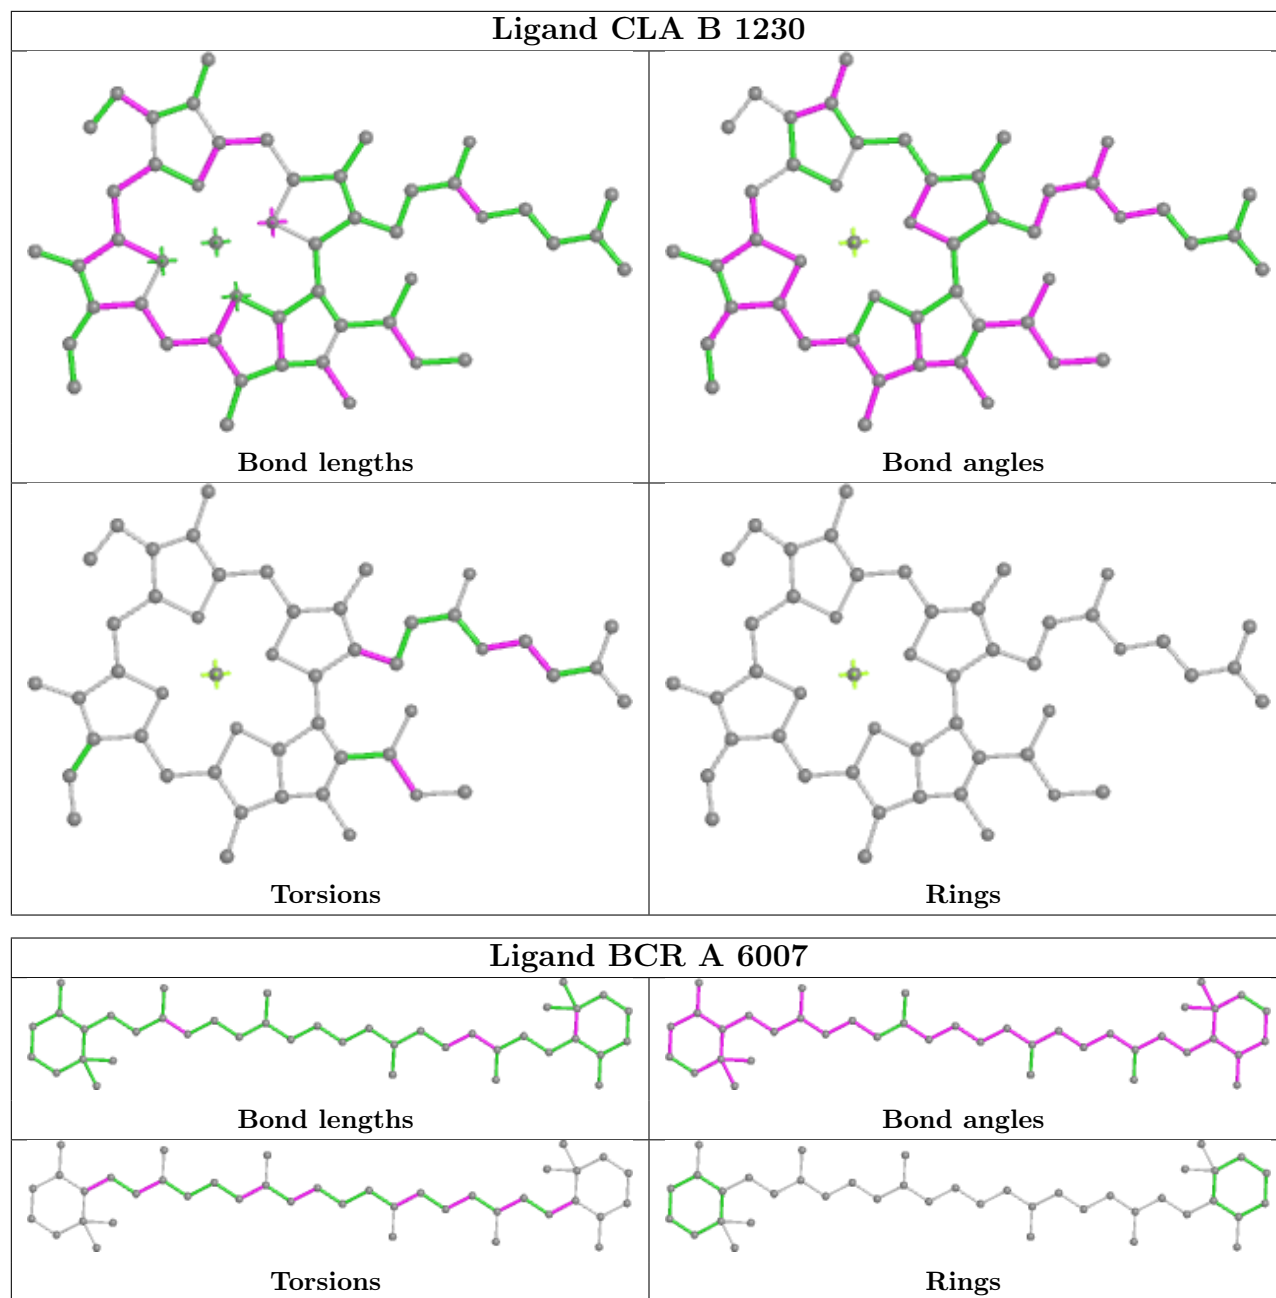 Ligand CLA B 1230
Bond lengths
Bond angles
Torsions
Rings
Ligand BCR A 6007
Bond lengths
Bond angles
Torsions
Rings